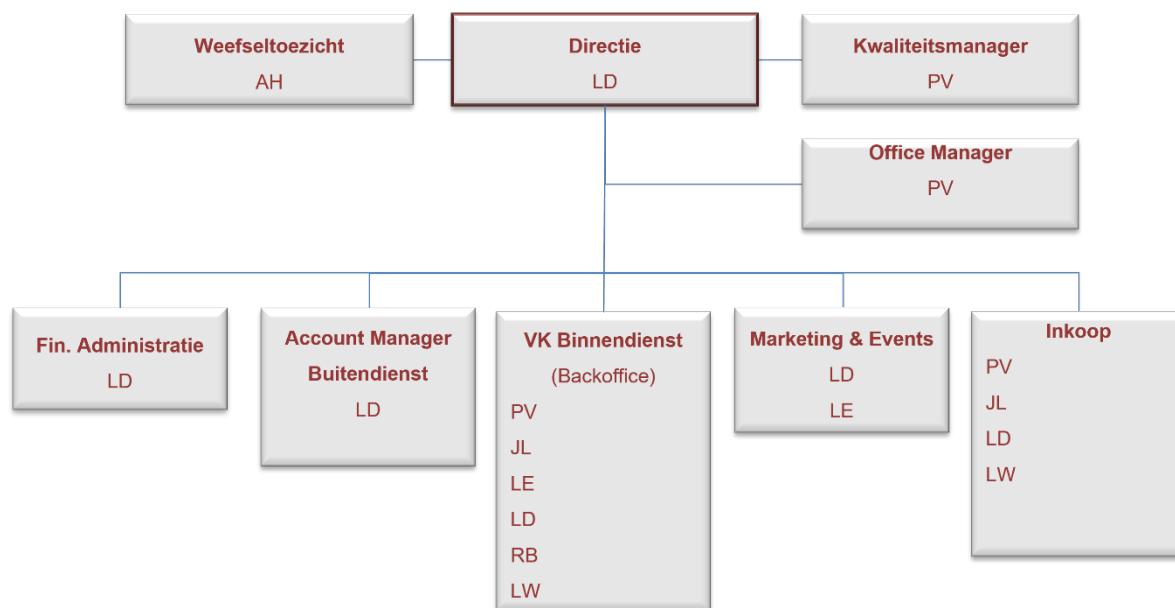 Weefseltoezicht
AH
Directie
LD
Kwaliteitsmanager
PV
Office Manager
PV
Fin. Administratie
LD
Account Manager
Buitendienst
LD
VK Binnendienst
(Backoffice)
PV
JL
LE
LD
RB
LW
Marketing & Events
LD
LE
Inkoop
PV
JL
LD
LW